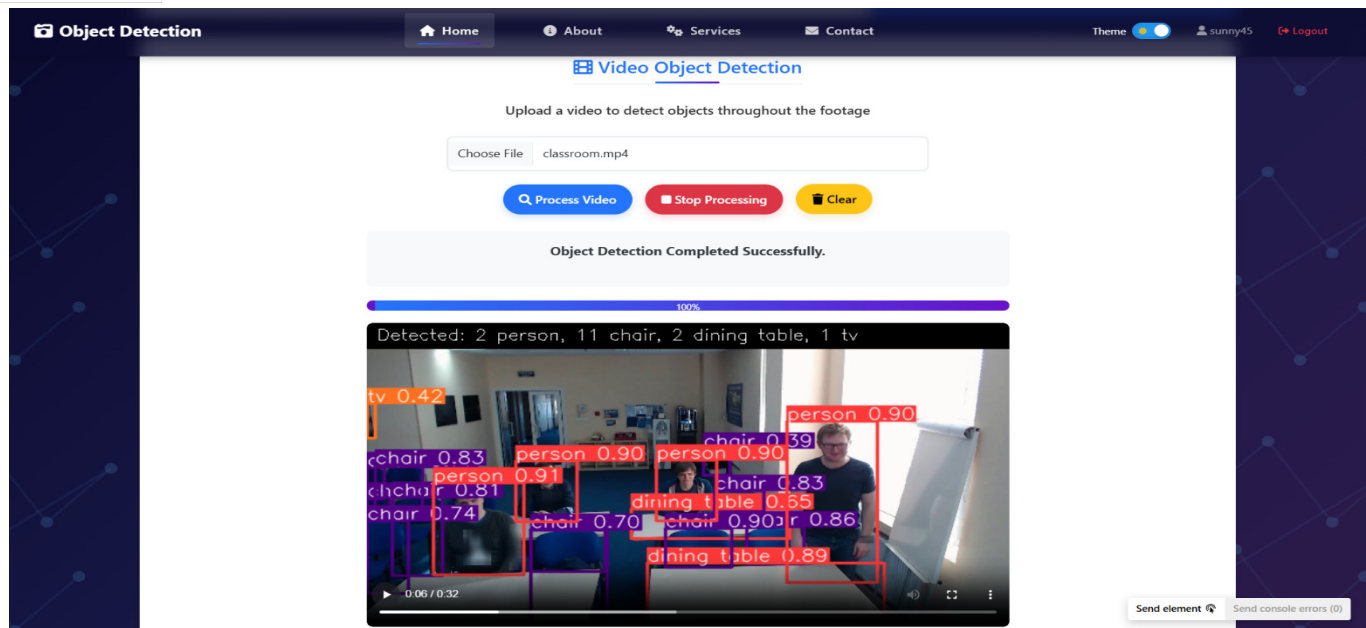 Object Detection
Home About Services Contact
Theme sunny45 Logout
Video Object Detection
Upload a video to detect objects throughout the footage
Choose File classroom.mp4
Process Video Stop Processing Clear
Object Detection Completed Successfully.
100%
Detected: 2 person, 11 chair, 2 dining table, 1 tv
tv 0.42
person 0.90
chair 0.39
chair 0.83
person 0.90
person 0.90
person 0.91
chair 0.83
chair 0.81
dining table 0.65
chair 0.74
chair 0.70
chair 0.90
r 0.86
dining table 0.89
0:06 / 0:32
Send element Send console errors (0)